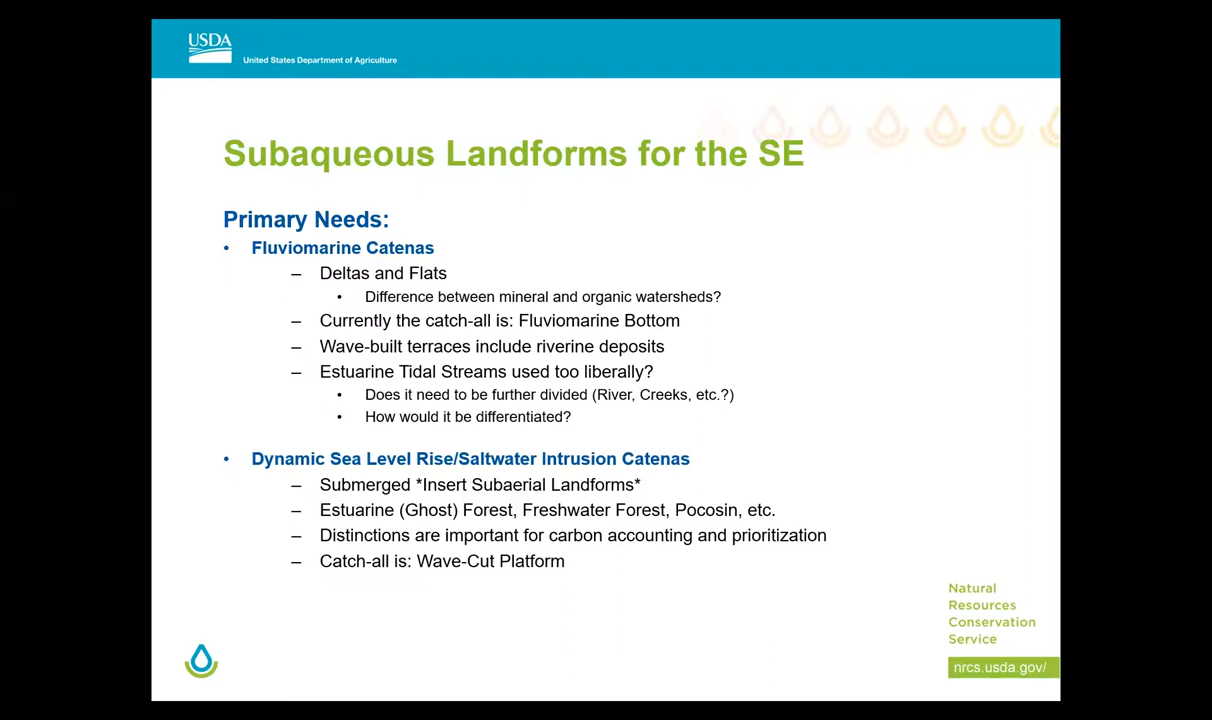 USDA
United States Department of Agriculture
Subaqueous Landforms for the SE
Primary Needs:
• Fluviomarine Catenas
– Deltas and Flats
• Difference between mineral and organic watersheds?
– Currently the catch-all is: Fluviomarine Bottom
– Wave-built terraces include riverine deposits
– Estuarine Tidal Streams used too liberally?
• Does it need to be further divided (River, Creeks, etc.?)
• How would it be differentiated?
• Dynamic Sea Level Rise/Saltwater Intrusion Catenas
– Submerged *Insert Subaerial Landforms*
– Estuarine (Ghost) Forest, Freshwater Forest, Pocosin, etc.
– Distinctions are important for carbon accounting and prioritization
– Catch-all is: Wave-Cut Platform
Natural
Resources
Conservation
Service
nrcs.usda.gov/